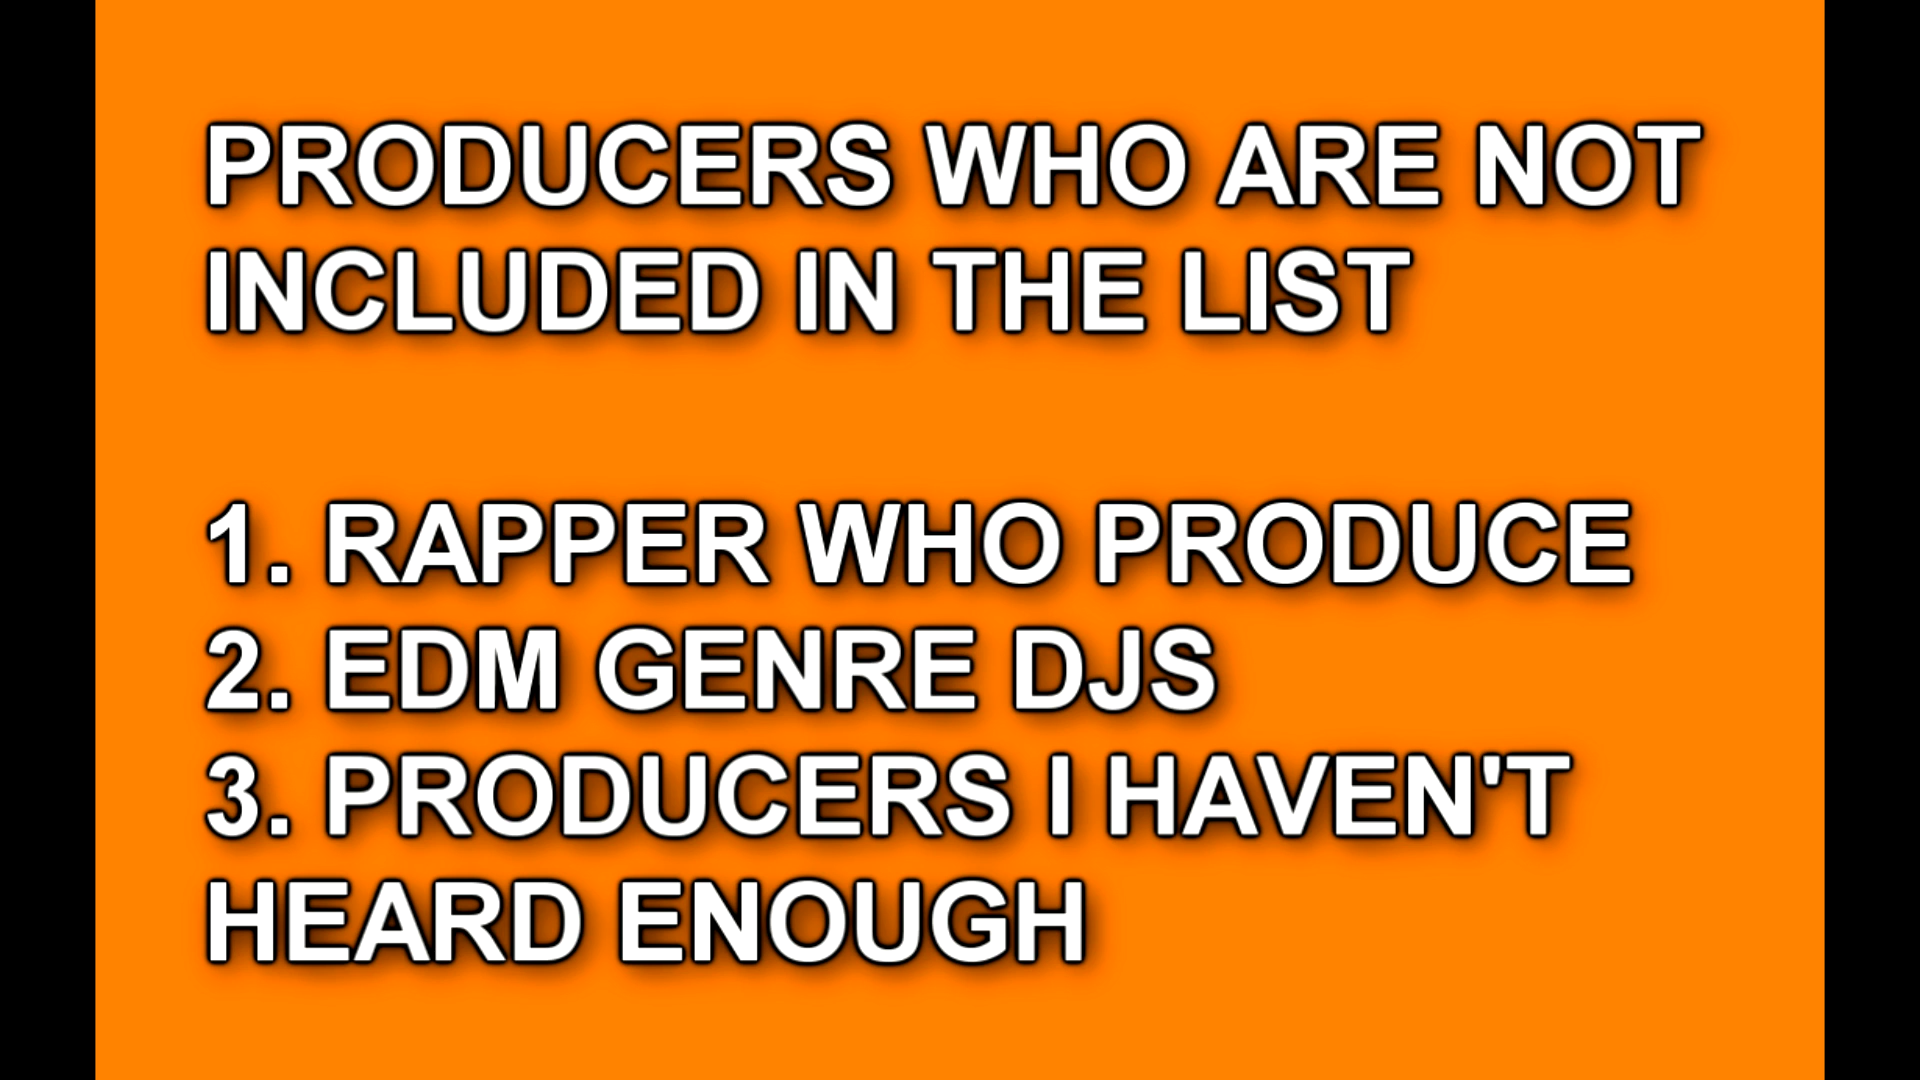 PRODUCERS WHO ARE NOT
INCLUDED IN THE LIST
1. RAPPER WHO PRODUCE
2. EDM GENRE DJS
3. PRODUCERS I HAVEN'T
HEARD ENOUGH